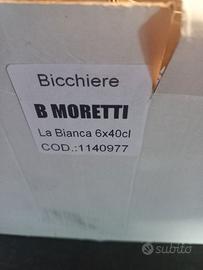 Bicchiere
B MORETTI
La Bianca 6x40cl
COD.:1140977
subito